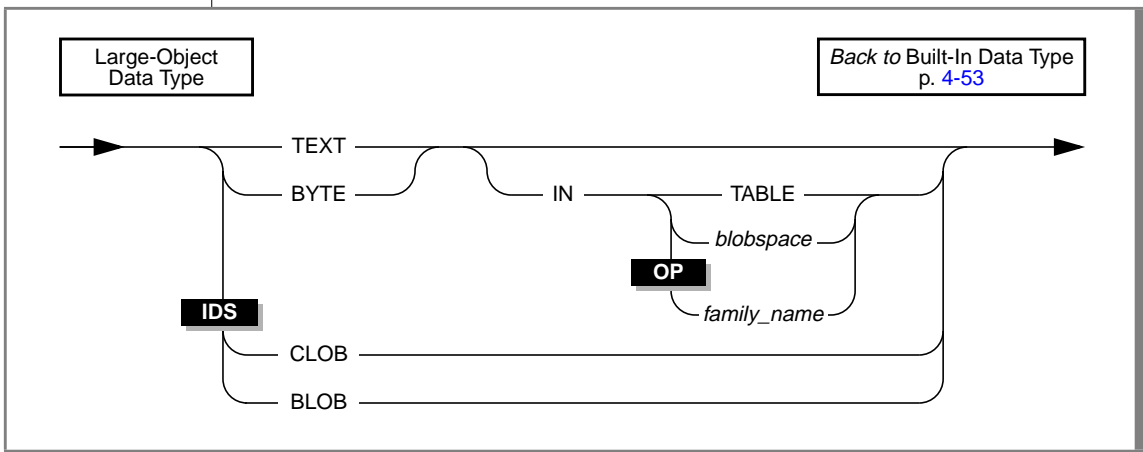 Large-Object
Data Type
Back to Built-In Data Type
p. 4-53
TEXT
BYTE
IN
TABLE
blobspace
OP
family_name
IDS
CLOB
BLOB